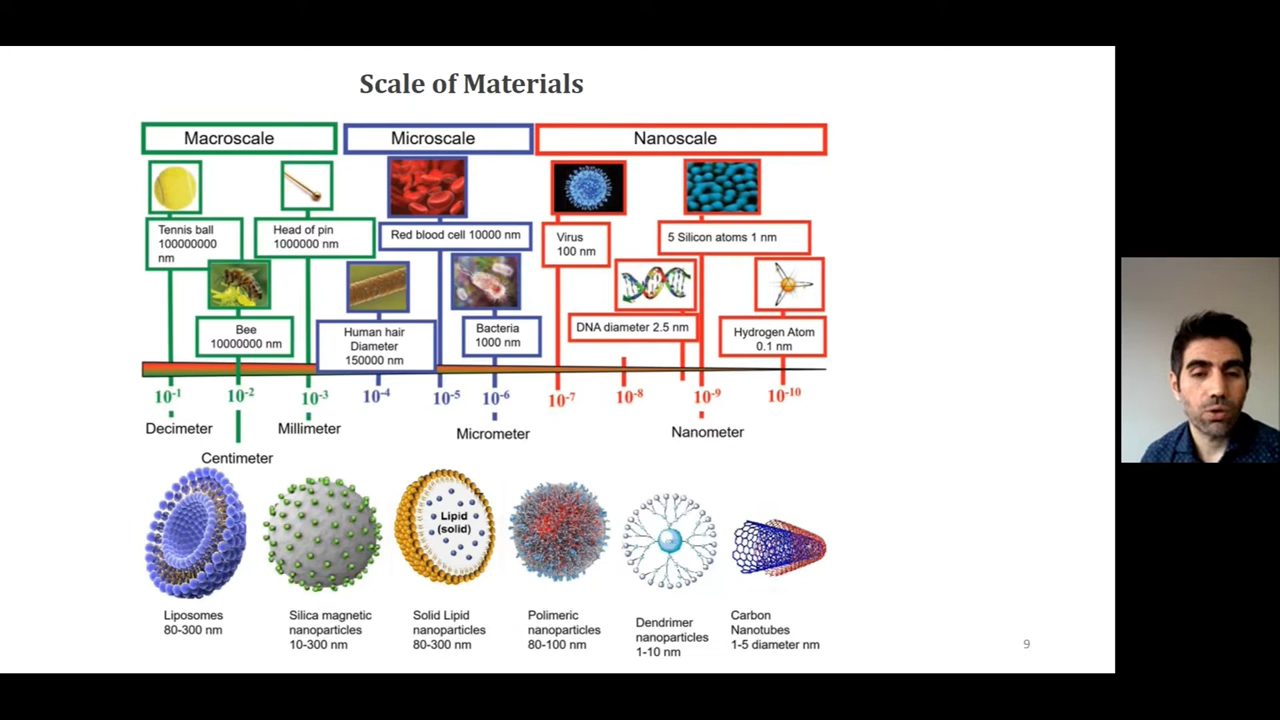 Scale of Materials
Macroscale
Microscale
Nanoscale
Tennis ball
100000000
nm
Head of pin
1000000 nm
Red blood cell 10000 nm
Virus
100 nm
5 Silicon atoms 1 nm
Bee
10000000 nm
Human hair
Diameter
150000 nm
Bacteria
1000 nm
DNA diameter 2.5 nm
Hydrogen Atom
0.1 nm
10-1
10-2
10-3
10-4
10-5
10-6
10-7
10-8
10-9
10-10
Decimeter
Centimeter
Millimeter
Micrometer
Nanometer
Lipid
(solid)
Liposomes
80-300 nm
Silica magnetic
nanoparticles
10-300 nm
Solid Lipid
nanoparticles
80-300 nm
Polimeric
nanoparticles
80-100 nm
Dendrimer
nanoparticles
1-10 nm
Carbon
Nanotubes
1-5 diameter nm
9